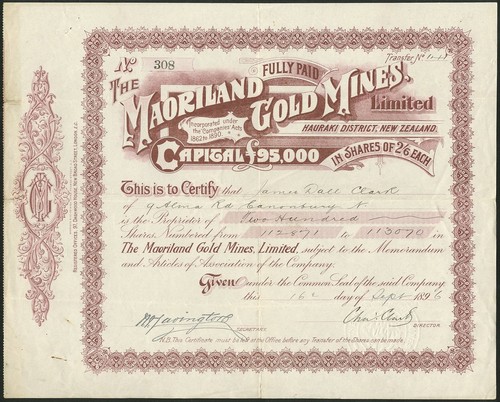 No 308
Transfer No
FULLY PAID
THE MAORILAND GOLD MINES, Limited
Incorporated under the Companies' Acts 1862 to 1890.
HAURAKI DISTRICT, NEW ZEALAND.
CAPITAL £95,000
IN SHARES OF 2/6 EACH
This is to Certify that James Dall Clark
of 9 Alma Rd Canonbury N
is the Proprietor of Two Hundred
Shares Numbered from 112871 to 113070 in
The Maoriland Gold Mines, Limited, subject to the Memorandum
and Articles of Association of the Company.
Given under the Common Seal of the said Company
this 16th day of Sept 1896
SECRETARY
Chas Clark
DIRECTOR
N.B. This Certificate must be left at the Office before any Transfer of the Shares can be made.